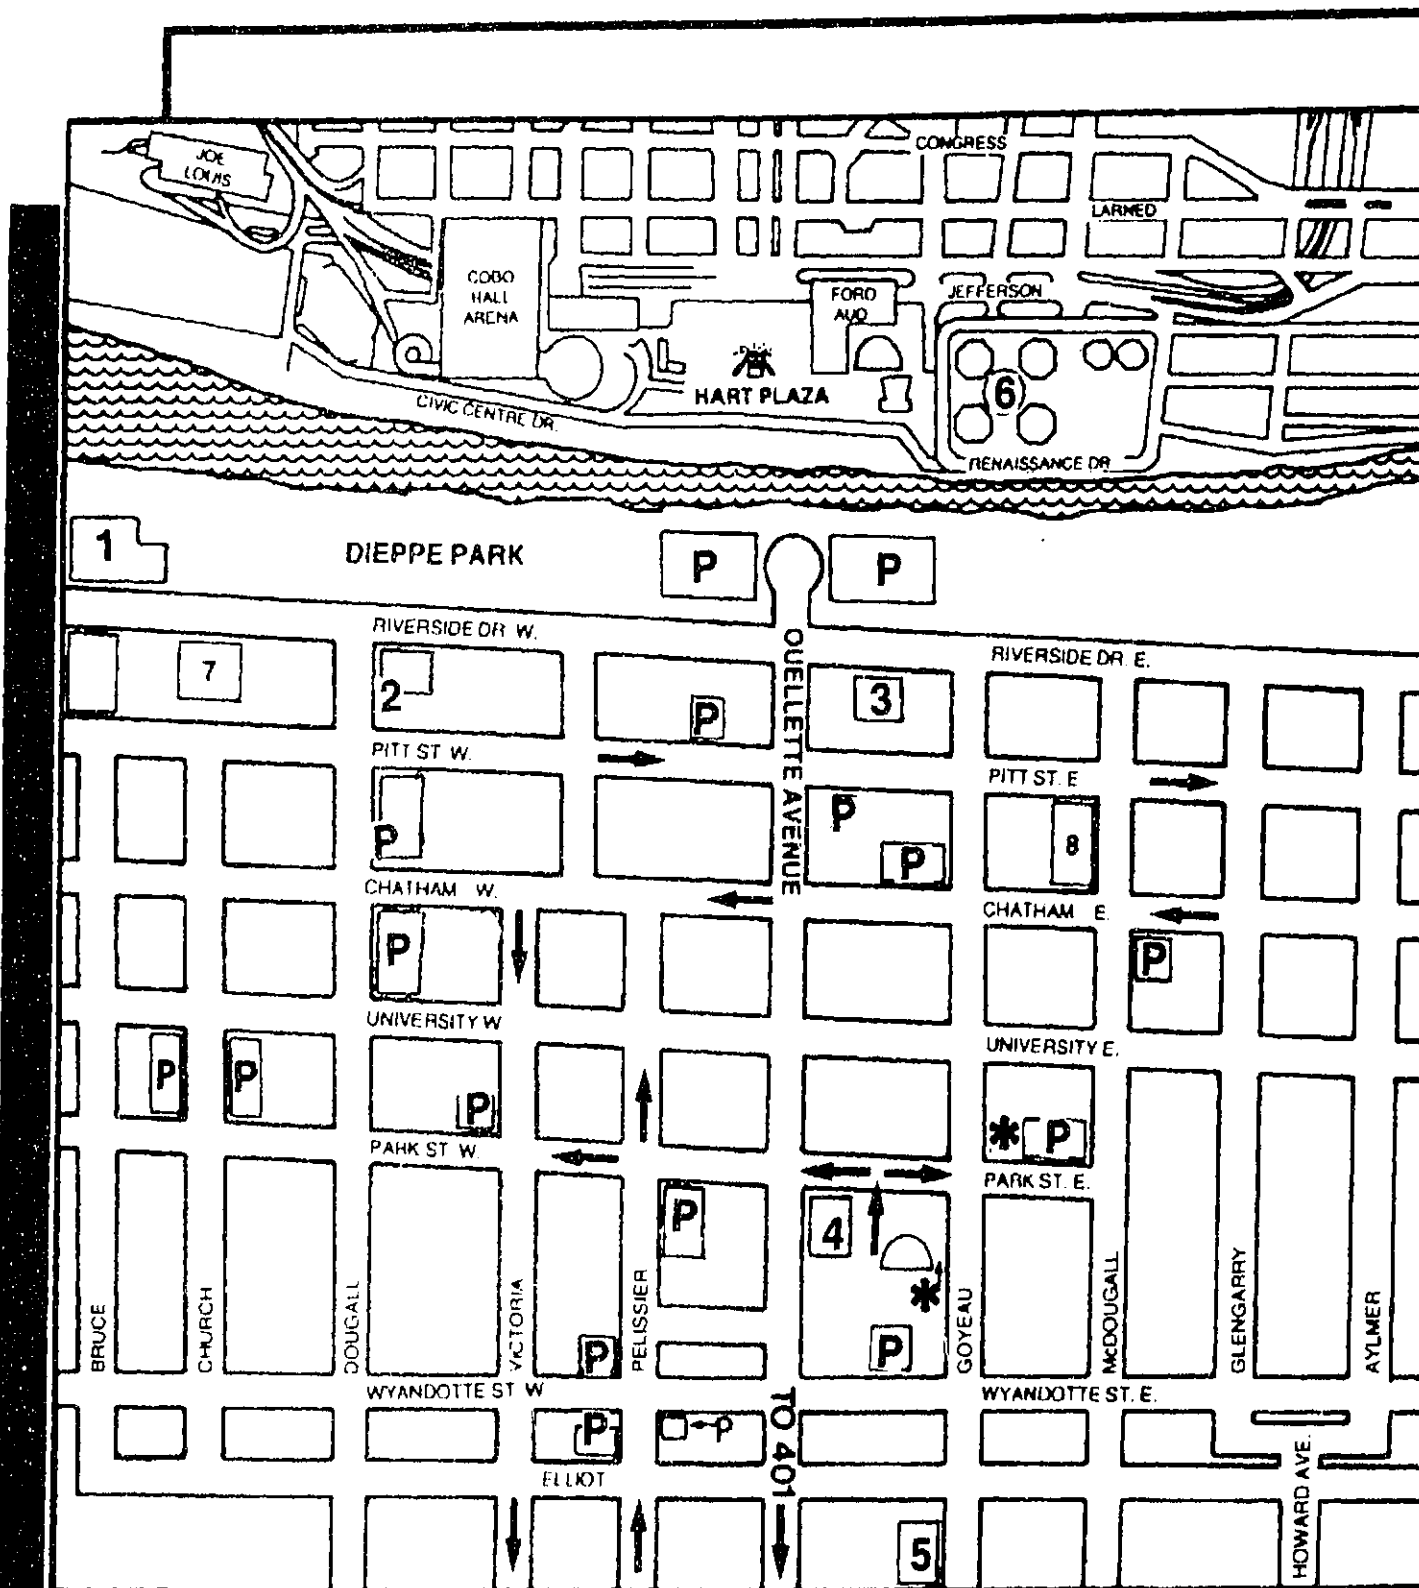 CONGRESS
JOE
LOUIS
LARNED
COBO
HALL
ARENA
FORD
AUD
JEFFERSON
HART PLAZA
6
CIVIC CENTRE DR.
RENAISSANCE DR
1
DIEPPE PARK
P
P
RIVERSIDE DR W.
OUELLETTE AVENUE
RIVERSIDE DR. E.
7
2
P
3
PITT ST W.
PITT ST. E
P
P
P
8
CHATHAM W.
CHATHAM E.
P
P
UNIVERSITY W
UNIVERSITY E.
P
P
P
* P
PARK ST W.
PARK ST. E.
P
4
*
BRUCE
CHURCH
DOUGALL
VICTORIA
PELISSIER
GOYEAU
McDOUGALL
GLENGARRY
AYLMER
P
P
WYANDOTTE ST W
WYANDOTTE ST. E.
P
P
TO 401
HOWARD AVE.
ELLIOT
5